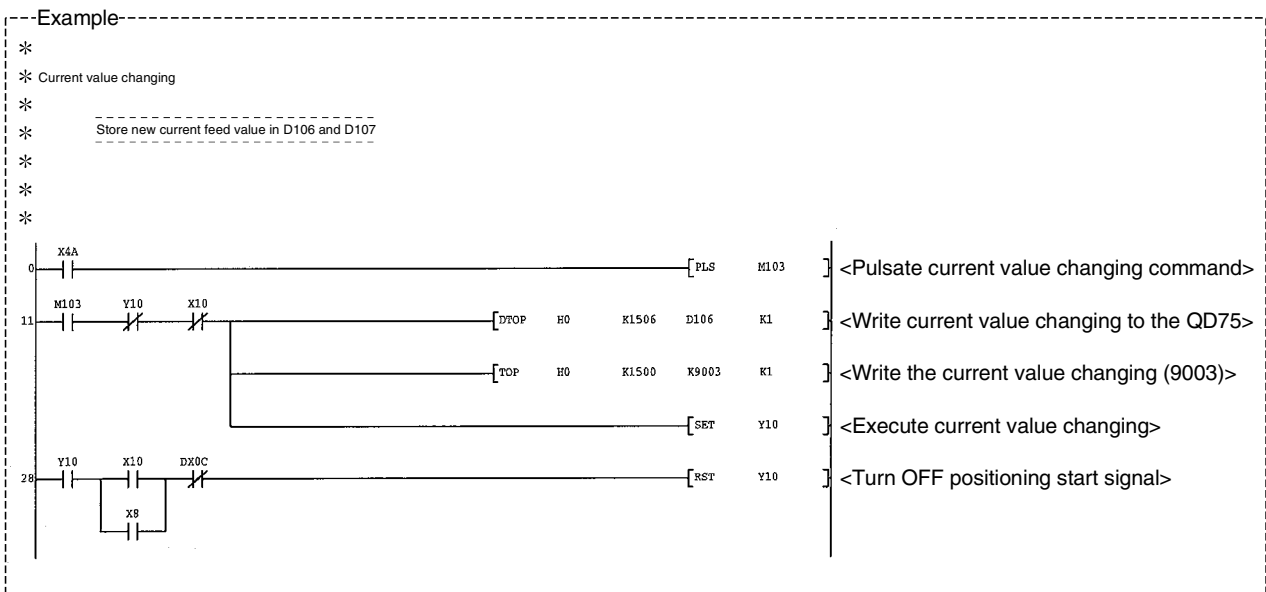 Example
*
* Current value changing
*
* Store new current feed value in D106 and D107
*
*
*
X4A
0 PLS M103 <Pulsate current value changing command>
M103 Y10 X10
11 DTOP H0 K1506 D106 K1 <Write current value changing to the QD75>
TOP H0 K1500 K9003 K1 <Write the current value changing (9003)>
SET Y10 <Execute current value changing>
Y10 X10 DX0C
28 RST Y10 <Turn OFF positioning start signal>
X8